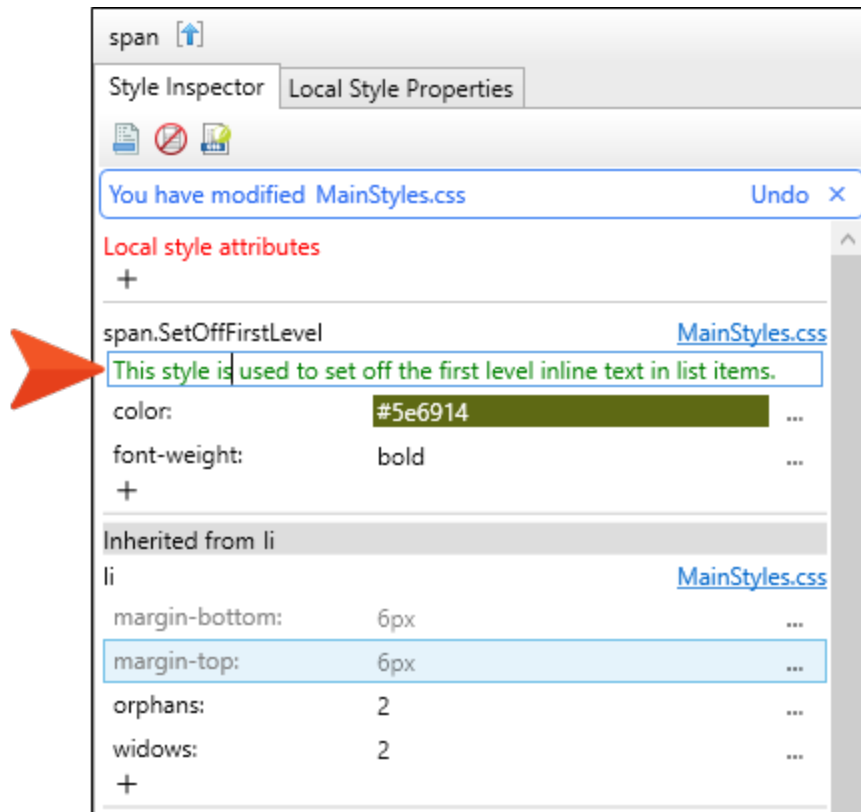 span
Style Inspector Local Style Properties
You have modified MainStyles.css Undo ×
Local style attributes
+
span.SetOffFirstLevel MainStyles.css
This style is used to set off the first level inline text in list items.
color: #5e6914 ...
font-weight: bold ...
+
Inherited from li
li MainStyles.css
margin-bottom: 6px ...
margin-top: 6px ...
orphans: 2 ...
widows: 2 ...
+